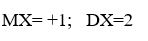 MX= +1;   DX=2